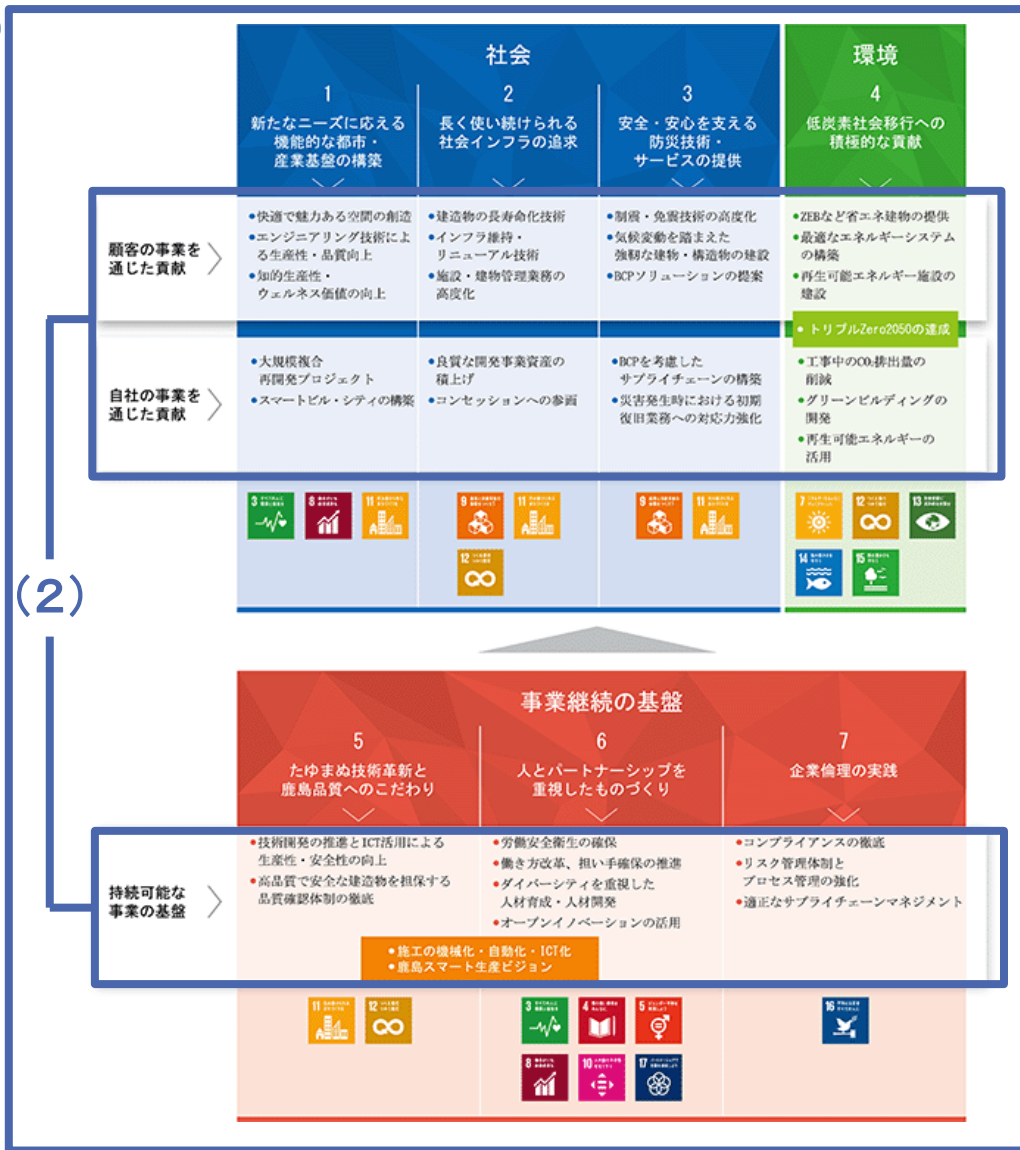 社会
環境
1
新たなニーズに応える
機能的な都市・
産業基盤の構築
2
長く使い続けられる
社会インフラの追求
3
安全・安心を支える
防災技術・
サービスの提供
4
低炭素社会移行への
積極的な貢献
顧客の事業を
通じた貢献
•快適で魅力ある空間の創造
•エンジニアリング技術によ
る生産性・品質向上
•知的生産性・
ウェルネス価値の向上
•建造物の長寿命化技術
•インフラ維持・
リニューアル技術
•施設・建物管理業務の
高度化
•制震・免震技術の高度化
•気候変動を踏まえた
強靭な建物・構造物の建設
•BCPソリューションの提案
•ZEBなど省エネ建物の提供
•最適なエネルギーシステム
の構築
•再生可能エネルギー施設の
建設
• トリプルZero2050の達成
自社の事業を
通じた貢献
•大規模複合
再開発プロジェクト
•スマートビル・シティの構築
•良質な開発事業資産の
積上げ
•コンセッションへの参画
•BCPを考慮した
サプライチェーンの構築
•災害発生時における初期
復旧業務への対応力強化
•工事中のCO₂排出量の
削減
•グリーンビルディングの
開発
•再生可能エネルギーの
活用
3
8
11
9
11
12
9
11
7
12
13
14
15
(2)
事業継続の基盤
5
たゆまぬ技術革新と
鹿島品質へのこだわり
6
人とパートナーシップを
重視したものづくり
7
企業倫理の実践
持続可能な
事業の基盤
•技術開発の推進とICT活用による
生産性・安全性の向上
•高品質で安全な建造物を担保する
品質確認体制の徹底
•労働安全衛生の確保
•働き方改革、担い手確保の推進
•ダイバーシティを重視した
人材育成・人材開発
•オープンイノベーションの活用
•コンプライアンスの徹底
•リスク管理体制と
プロセス管理の強化
•適正なサプライチェーンマネジメント
•施工の機械化・自動化・ICT化
•鹿島スマート生産ビジョン
11
12
3
4
5
8
10
17
16